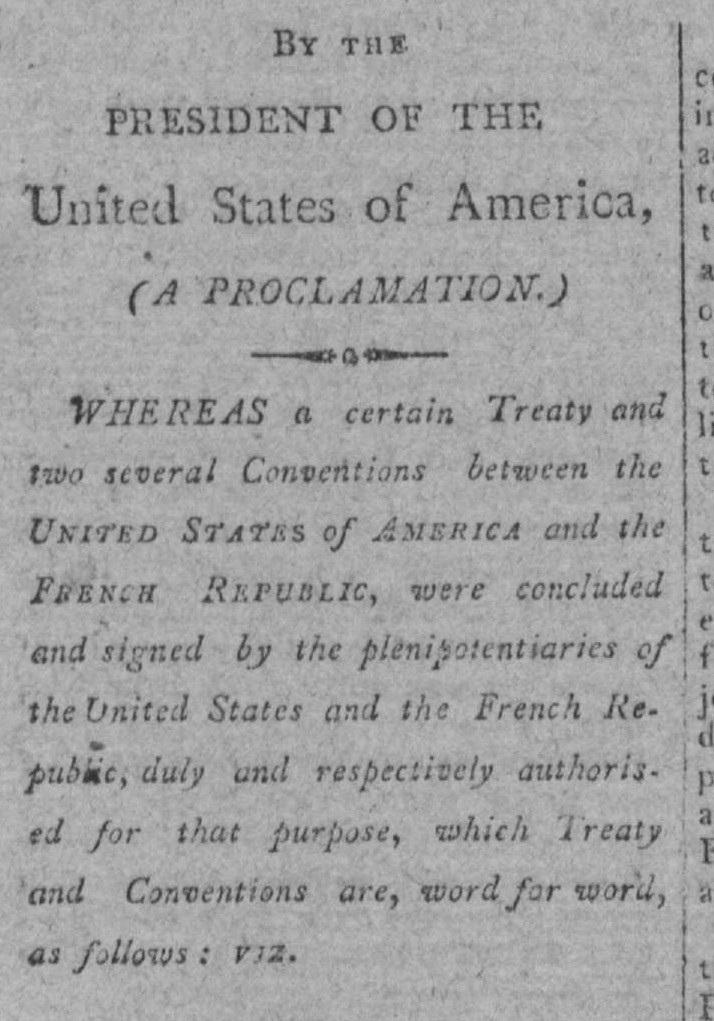 BY THE
PRESIDENT OF THE
United States of America,
(A PROCLAMATION.)
WHEREAS a certain Treaty and
two several Conventions between the
UNITED STATES of AMERICA and the
FRENCH REPUBLIC, were concluded
and signed by the plenipotentiaries of
the United States and the French Re-
public, duly and respectively authoris-
ed for that purpose, which Treaty
and Conventions are, word for word,
as follows: VIZ.